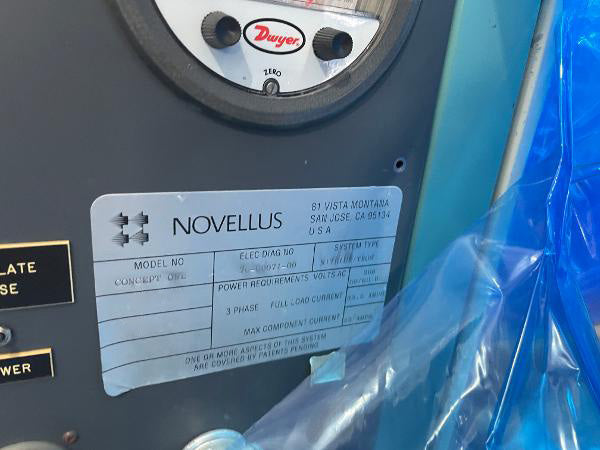 Dwyer
ZERO
NOVELLUS
81 VISTA MONTANA
SAN JOSE, CA 95134
U S A
MODEL NO
CONCEPT ONE
ELEC DIAG NO
SYSTEM TYPE
POWER REQUIREMENTS VOLTS AC
3 PHASE FULL LOAD CURRENT
MAX COMPONENT CURRENT
ONE OR MORE ASPECTS OF THIS SYSTEM
ARE COVERED BY PATENTS PENDING
LATE
SE
WER